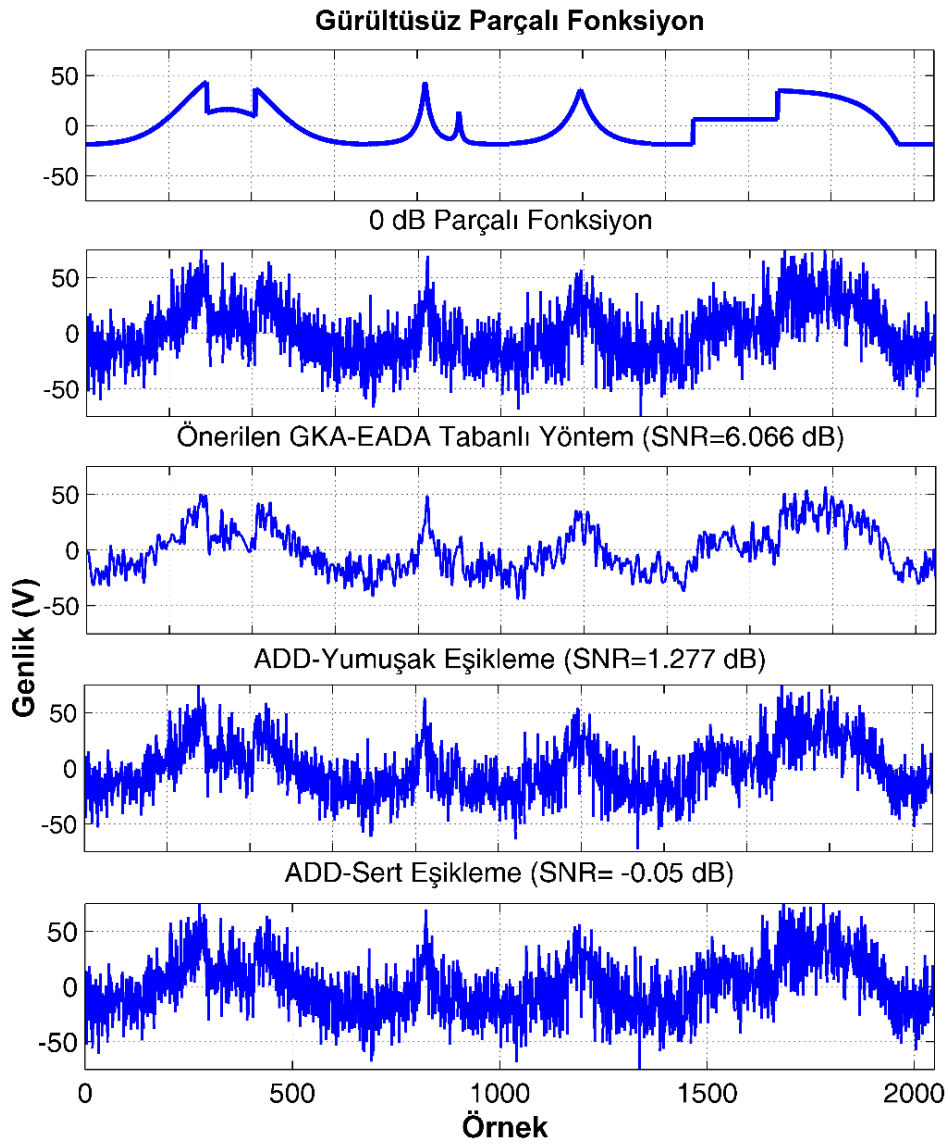 Gürültüsüz Parçalı Fonksiyon
50
0
-50
0 dB Parçalı Fonksiyon
50
0
-50
Önerilen GKA-EADA Tabanlı Yöntem (SNR=6.066 dB)
50
0
-50
Genlik (V)
ADD-Yumuşak Eşikleme (SNR=1.277 dB)
50
0
-50
ADD-Sert Eşikleme (SNR= -0.05 dB)
50
0
-50
0 500 1000 1500 2000
Örnek